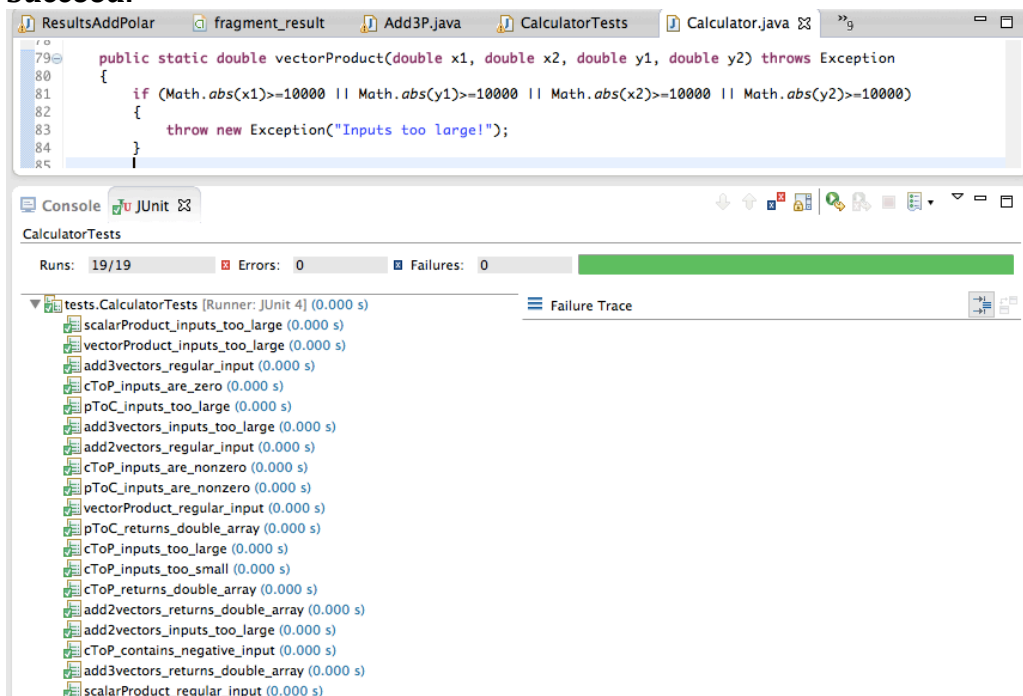 Succeed:
ResultsAddPolar fragment_result Add3P.java CalculatorTests Calculator.java »9
78
79 public static double vectorProduct(double x1, double x2, double y1, double y2) throws Exception
80 {
81 if (Math.abs(x1)>=10000 || Math.abs(y1)>=10000 || Math.abs(x2)>=10000 || Math.abs(y2)>=10000)
82 {
83 throw new Exception("Inputs too large!");
84 }
85
Console JUnit
CalculatorTests
Runs: 19/19 Errors: 0 Failures: 0
tests.CalculatorTests [Runner: JUnit 4] (0.000 s)
Failure Trace
scalarProduct_inputs_too_large (0.000 s)
vectorProduct_inputs_too_large (0.000 s)
add3vectors_regular_input (0.000 s)
cToP_inputs_are_zero (0.000 s)
pToC_inputs_too_large (0.000 s)
add3vectors_inputs_too_large (0.000 s)
add2vectors_regular_input (0.000 s)
cToP_inputs_are_nonzero (0.000 s)
pToC_inputs_are_nonzero (0.000 s)
vectorProduct_regular_input (0.000 s)
pToC_returns_double_array (0.000 s)
cToP_inputs_too_large (0.000 s)
cToP_inputs_too_small (0.000 s)
cToP_returns_double_array (0.000 s)
add2vectors_returns_double_array (0.000 s)
add2vectors_inputs_too_large (0.000 s)
cToP_contains_negative_input (0.000 s)
add3vectors_returns_double_array (0.000 s)
scalarProduct_regular_input (0.000 s)